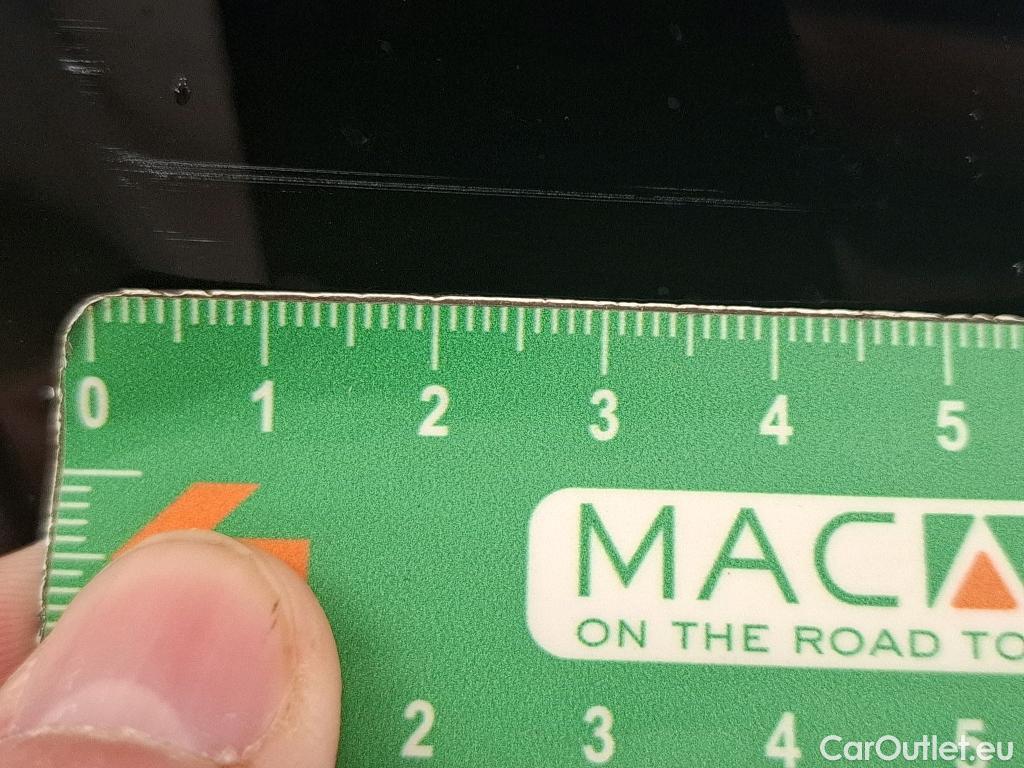 0 1 2 3 4 5
MAC
ON THE ROAD TO
2 3 4 5
CarOutlet.eu